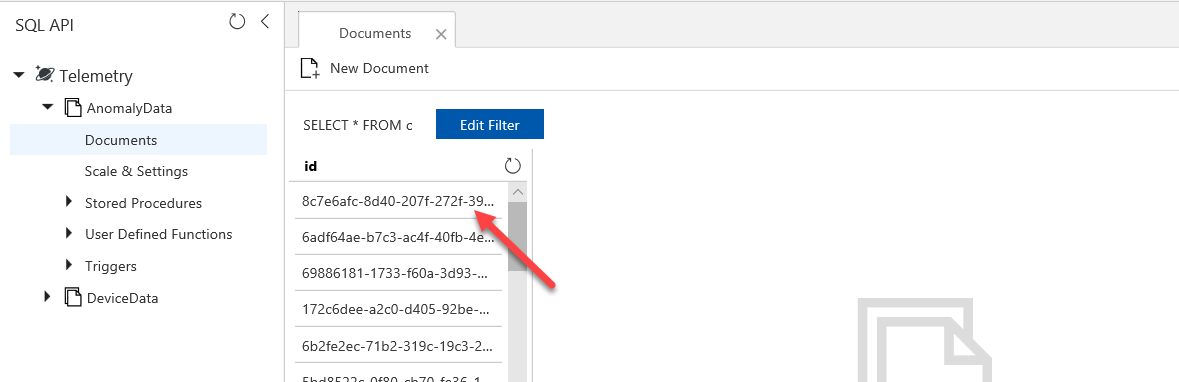 SQL API
Telemetry
AnomalyData
Documents
Scale & Settings
Stored Procedures
User Defined Functions
Triggers
DeviceData
Documents
New Document
SELECT * FROM c
Edit Filter
id
8c7e6afc-8d40-207f-272f-39...
6adf64ae-b7c3-ac4f-40fb-4e...
69886181-1733-f60a-3d93-...
172c6dee-a2c0-d405-92be-...
6b2fe2ec-71b2-319c-19c3-2...